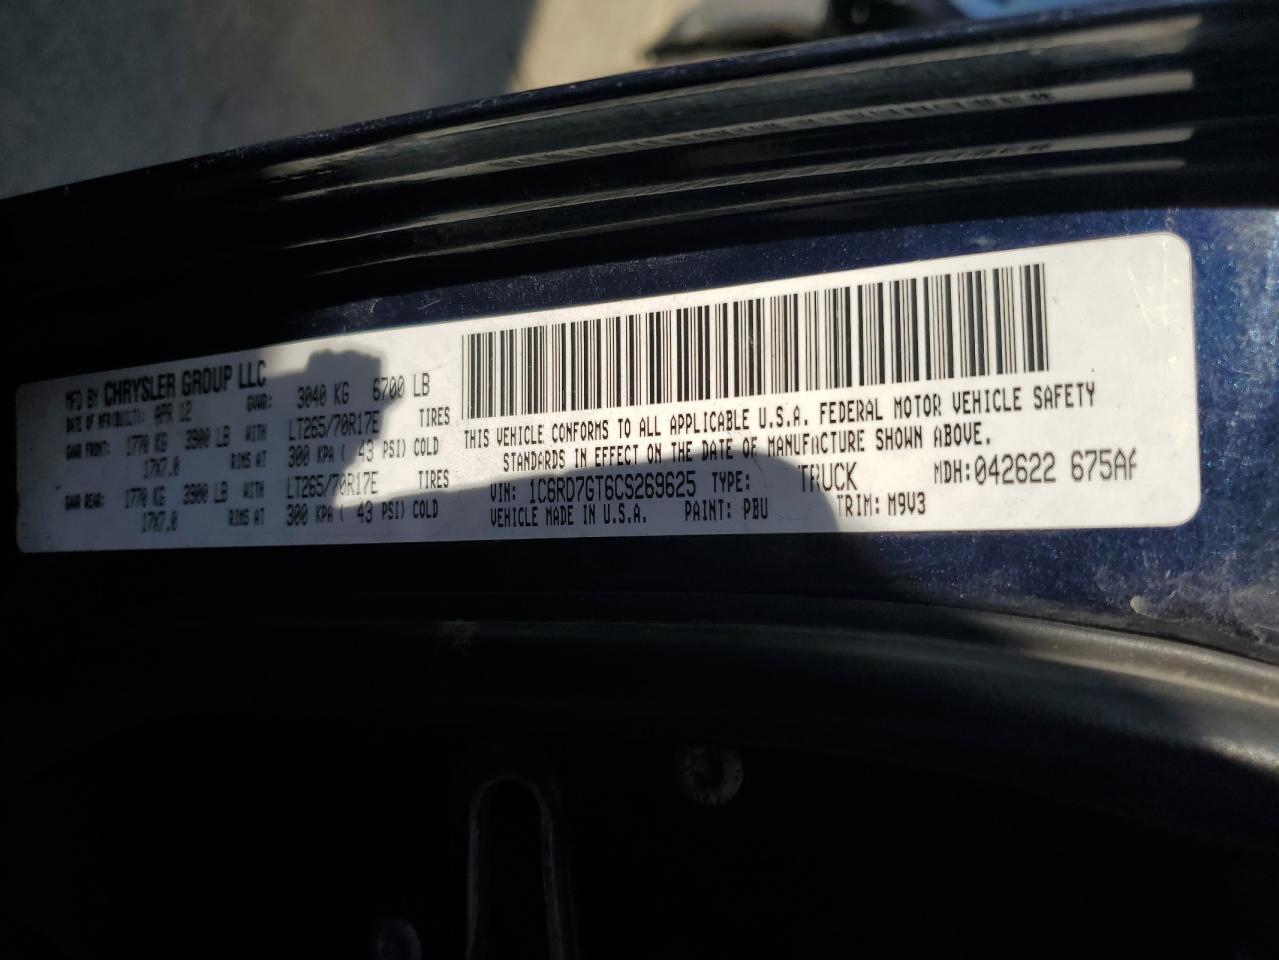 MFD BY CHRYSLER GROUP LLC
DATE OF MFR(BUILT): APR 12 GVWR: 3040 KG 6700 LB
GAWR FRONT: 1770 KG 3900 LB WITH LT265/70R17E TIRES
17X7.0 RIMS AT 300 KPA ( 43 PSI) COLD
GAWR REAR: 1770 KG 3900 LB WITH LT265/70R17E TIRES
17X7.0 RIMS AT 300 KPA ( 43 PSI) COLD
THIS VEHICLE CONFORMS TO ALL APPLICABLE U.S.A. FEDERAL MOTOR VEHICLE SAFETY
STANDARDS IN EFFECT ON THE DATE OF MANUFACTURE SHOWN ABOVE.
VIN: 1C6RD7GT6CS269625 TYPE: TRUCK MDH:042622 675AA
VEHICLE MADE IN U.S.A. PAINT: PBU TRIM: M9V3